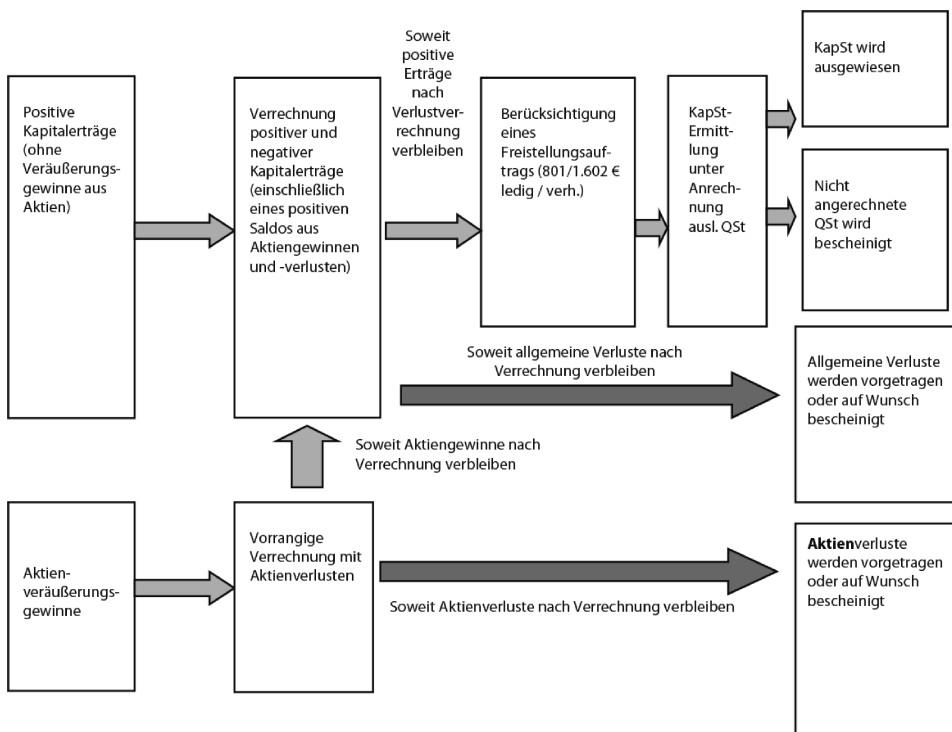 Positive
Kapitalerträge
(ohne
Veräußerungs-
gewinne aus
Aktien)
Verrechnung
positiver und
negativer
Kapitalerträge
(einschließlich
eines positiven
Saldos aus
Aktiengewinnen
und -verlusten)
Soweit
positive
Erträge
nach
Verlustver-
rechnung
verbleiben
Berücksichtigung
eines
Freistellungsauf-
trags (801/1.602 €
ledig / verh.)
KapSt-
Ermitt-
lung
unter
Anrech-
nung
ausl. QSt
KapSt wird
ausgewiesen
Nicht
angerechnete
QSt wird
bescheinigt
Soweit allgemeine Verluste nach
Verrechnung verbleiben
Allgemeine Verluste
werden vorgetragen
oder auf Wunsch
bescheinigt
Soweit Aktiengewinne nach
Verrechnung verbleiben
Aktien-
veräußerungs-
gewinne
Vorrangige
Verrechnung mit
Aktienverlusten
Soweit Aktienverluste nach Verrechnung verbleiben
Aktienverluste
werden vorgetragen
oder auf Wunsch
bescheinigt